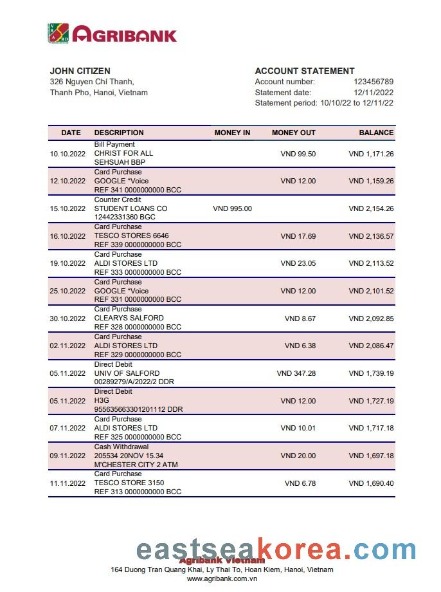 AGRIBANK
JOHN CITIZEN
326 Nguyen Chí Thanh,
Thanh Pho, Hanoi, Vietnam
ACCOUNT STATEMENT
Account number: 123456789
Statement date: 12/11/2022
Statement period: 10/10/22 to 12/11/22
DATE DESCRIPTION MONEY IN MONEY OUT BALANCE
Bill Payment
10.10.2022 CHRIST FOR ALL VND 99.50 VND 1,171.26
SEHSUAH BBP
Card Purchase
12.10.2022 GOOGLE *Voice VND 12.00 VND 1,159.26
REF 341 0000000000 BCC
Counter Credit
15.10.2022 STUDENT LOANS CO VND 995.00 VND 2,154.26
12442331360 BGC
Card Purchase
16.10.2022 TESCO STORES 6646 VND 17.69 VND 2,136.57
REF 339 0000000000 BCC
Card Purchase
19.10.2022 ALDI STORES LTD VND 23.05 VND 2,113.52
REF 333 0000000000 BCC
Card Purchase
25.10.2022 GOOGLE *Voice VND 12.00 VND 2,101.52
REF 331 0000000000 BCC
Card Purchase
30.10.2022 CLEARYS SALFORD VND 8.67 VND 2,092.85
REF 328 0000000000 BCC
Card Purchase
02.11.2022 ALDI STORES LTD VND 6.38 VND 2,086.47
REF 329 0000000000 BCC
Direct Debit
05.11.2022 UNIV OF SALFORD VND 347.28 VND 1,739.19
00289279/A/2022/2 DDR
Direct Debit
05.11.2022 H3G VND 12.00 VND 1,727.19
955635663301201112 DDR
Card Purchase
07.11.2022 ALDI STORES LTD VND 10.01 VND 1,717.18
REF 325 0000000000 BCC
Cash Withdrawal
09.11.2022 205534 20NOV 15.34 VND 20.00 VND 1,697.18
M'CHESTER CITY 2 ATM
Card Purchase
11.11.2022 TESCO STORE 3150 VND 6.78 VND 1,690.40
REF 313 0000000000 BCC
eastseakorea.com
Agribank Vietnam
164 Duong Tran Quang Khai, Ly Thai To, Hoan Kiem, Hanoi, Vietnam
www.agribank.com.vn